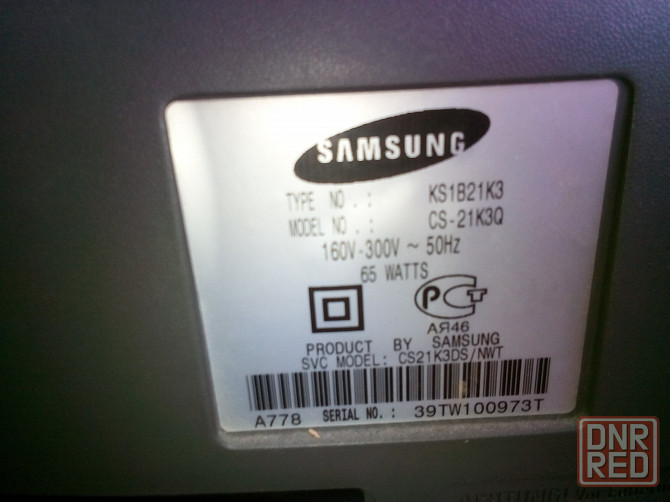 SAMSUNG
TYPE NO.: KS1B21K3
MODEL NO.: CS-21K3Q
160V-300V ~ 50Hz
65 WATTS
РСТ
АЯ46
PRODUCT BY SAMSUNG
SVC MODEL: CS21K3DS/NWT
A778 SERIAL NO.: 39TW100973T
DNR
RED